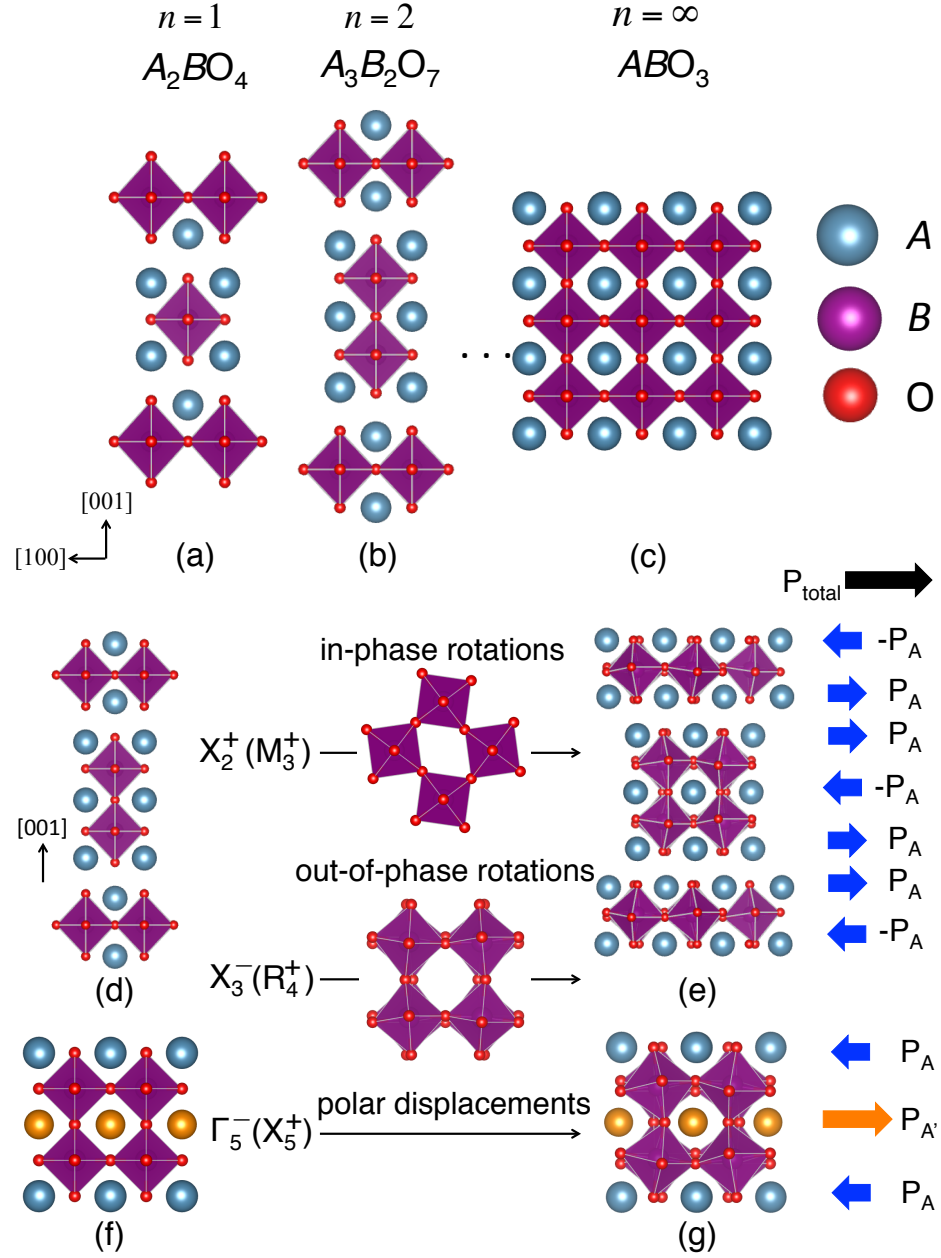 n = 1
n = 2
n = ∞
A₂BO₄
A₃B₂O₇
ABO₃
A
B
O
. . .
[001]
[100]
(a)
(b)
(c)
P_total
in-phase rotations
X₂⁺(M₃⁺)
-P_A
P_A
P_A
-P_A
P_A
P_A
-P_A
[001]
out-of-phase rotations
X₃⁻(R₄⁺)
(d)
(e)
polar displacements
Γ₅⁻(X₅⁺)
P_A
P_A'
P_A
(f)
(g)